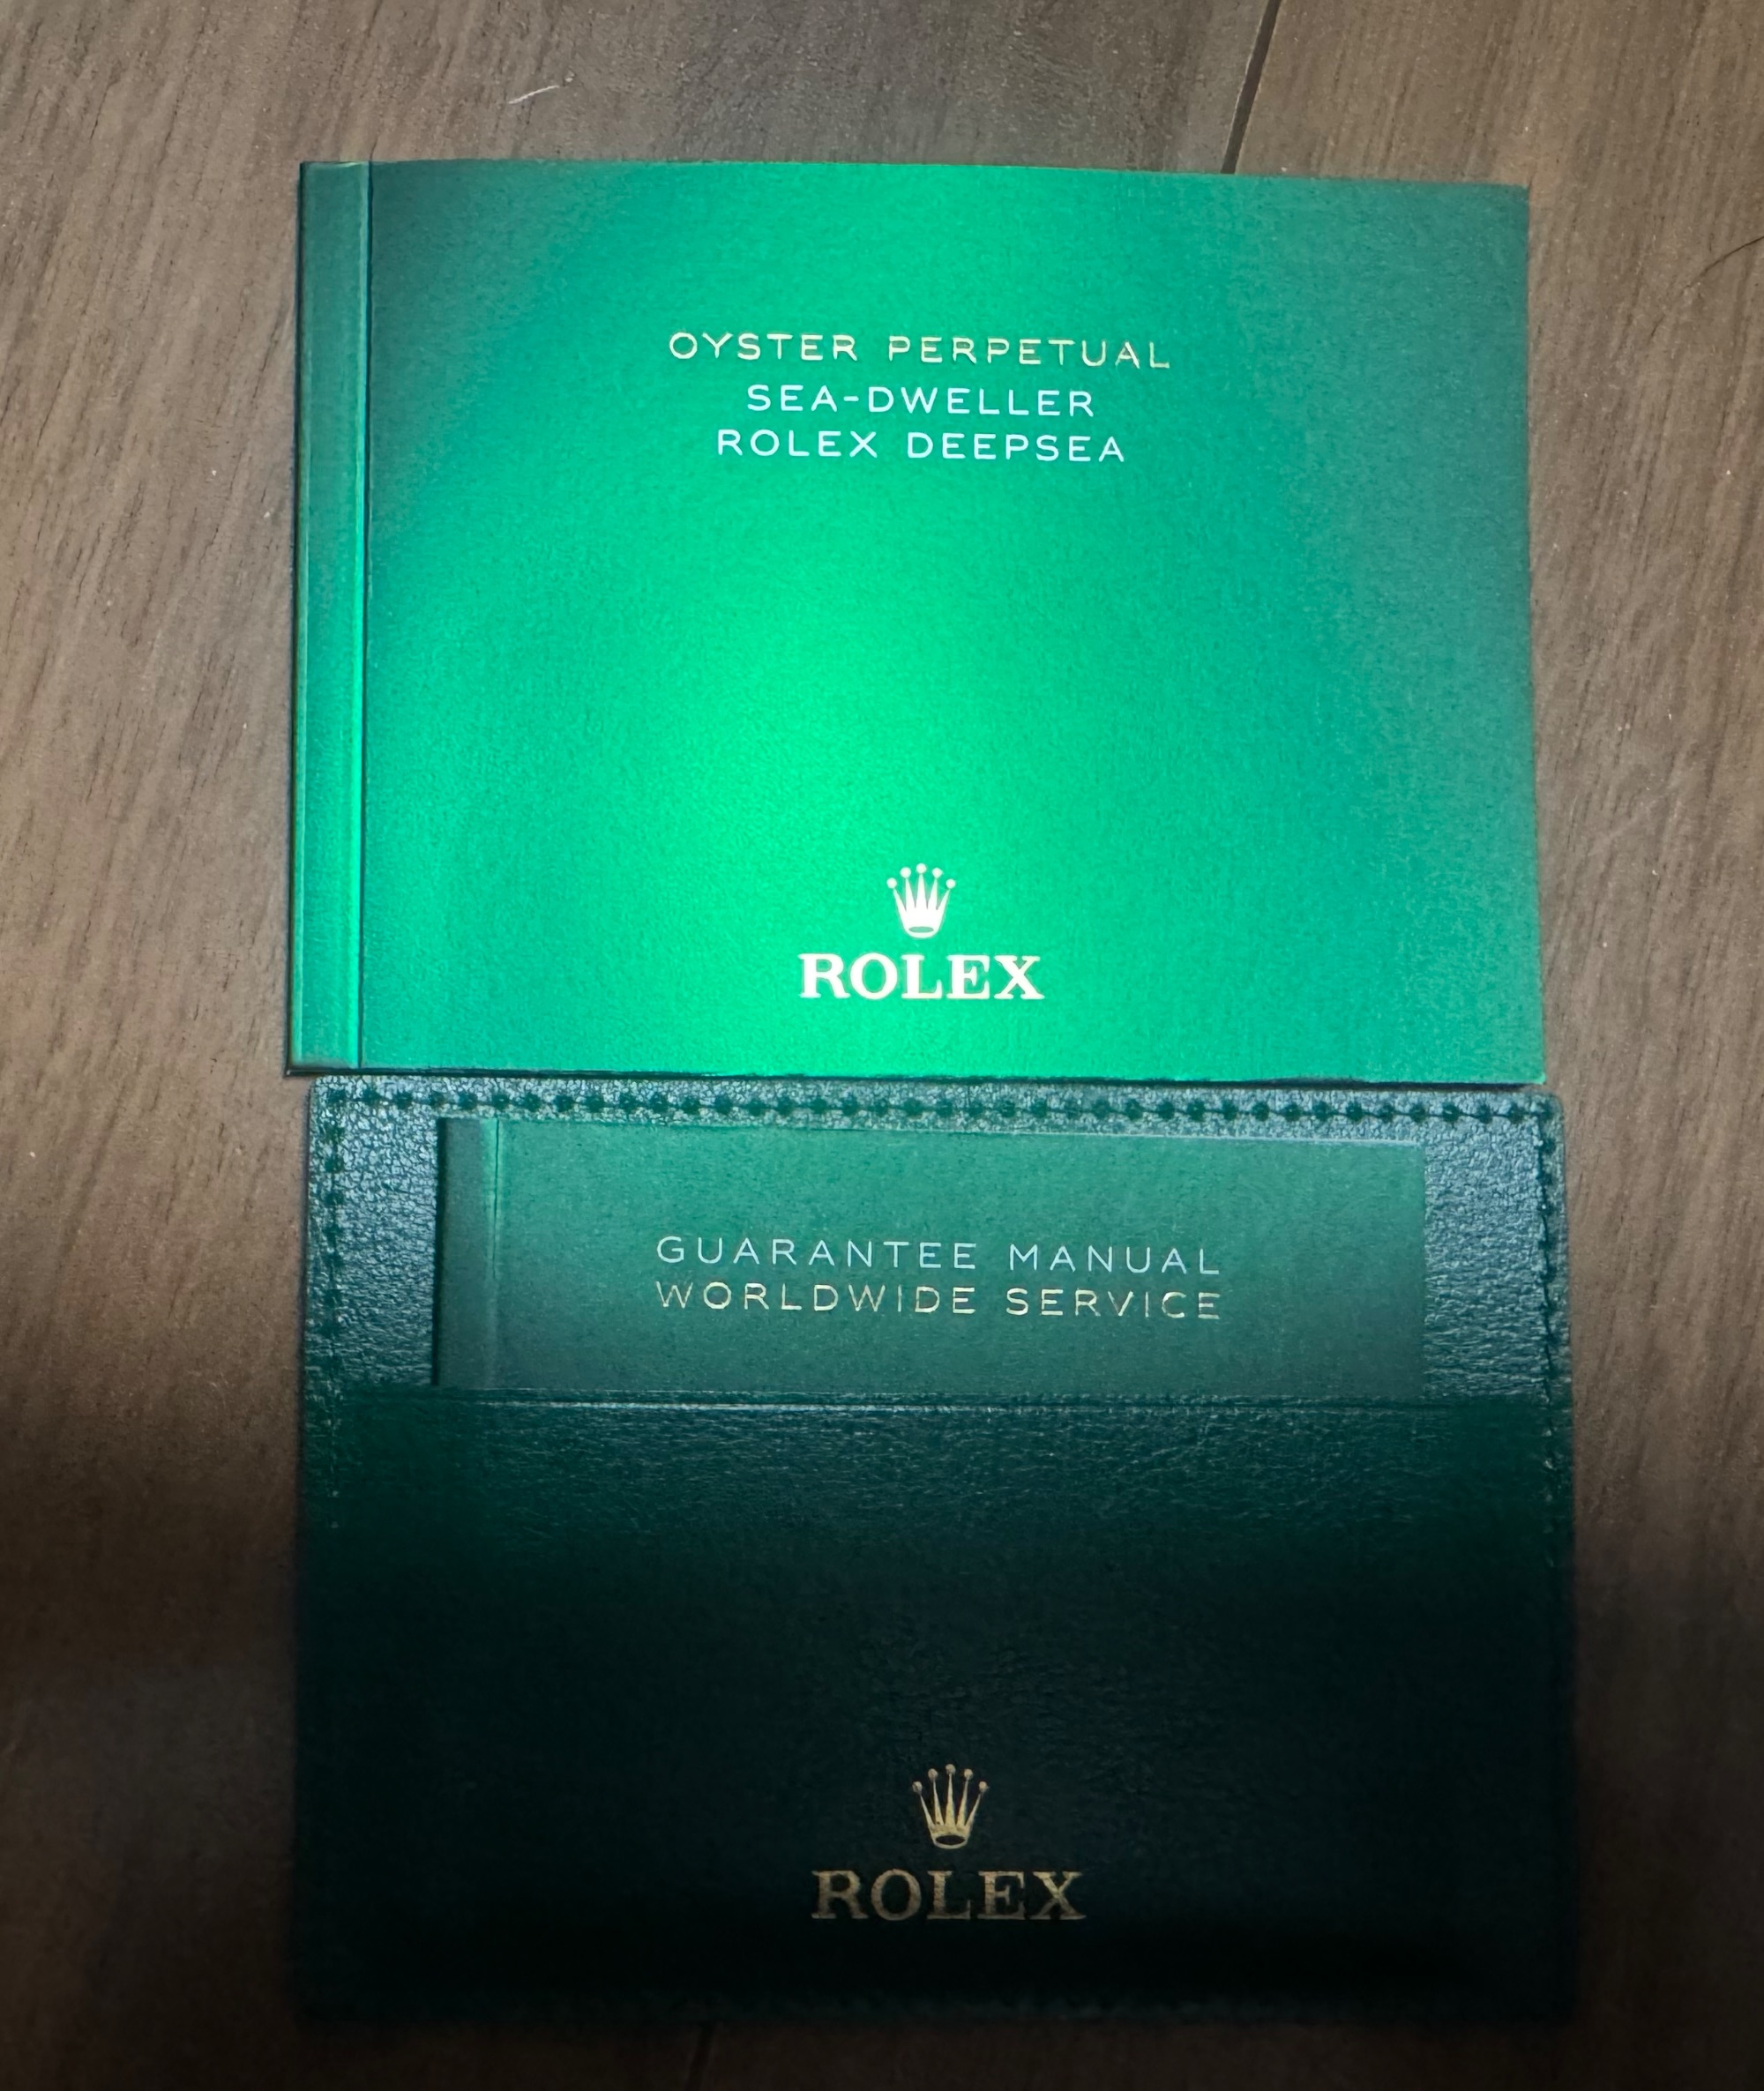 OYSTER PERPETUAL
SEA-DWELLER
ROLEX DEEPSEA
ROLEX
GUARANTEE MANUAL
WORLDWIDE SERVICE
ROLEX